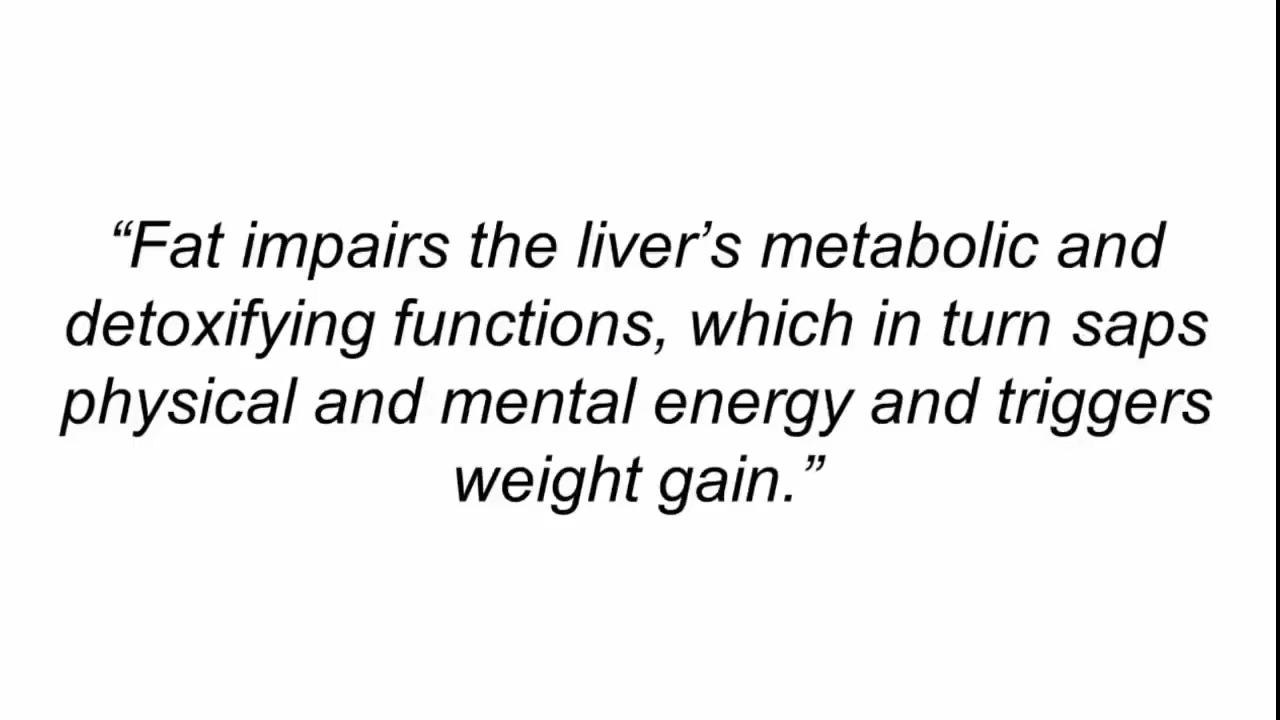 “Fat impairs the liver’s metabolic and
detoxifying functions, which in turn saps
physical and mental energy and triggers
weight gain.”